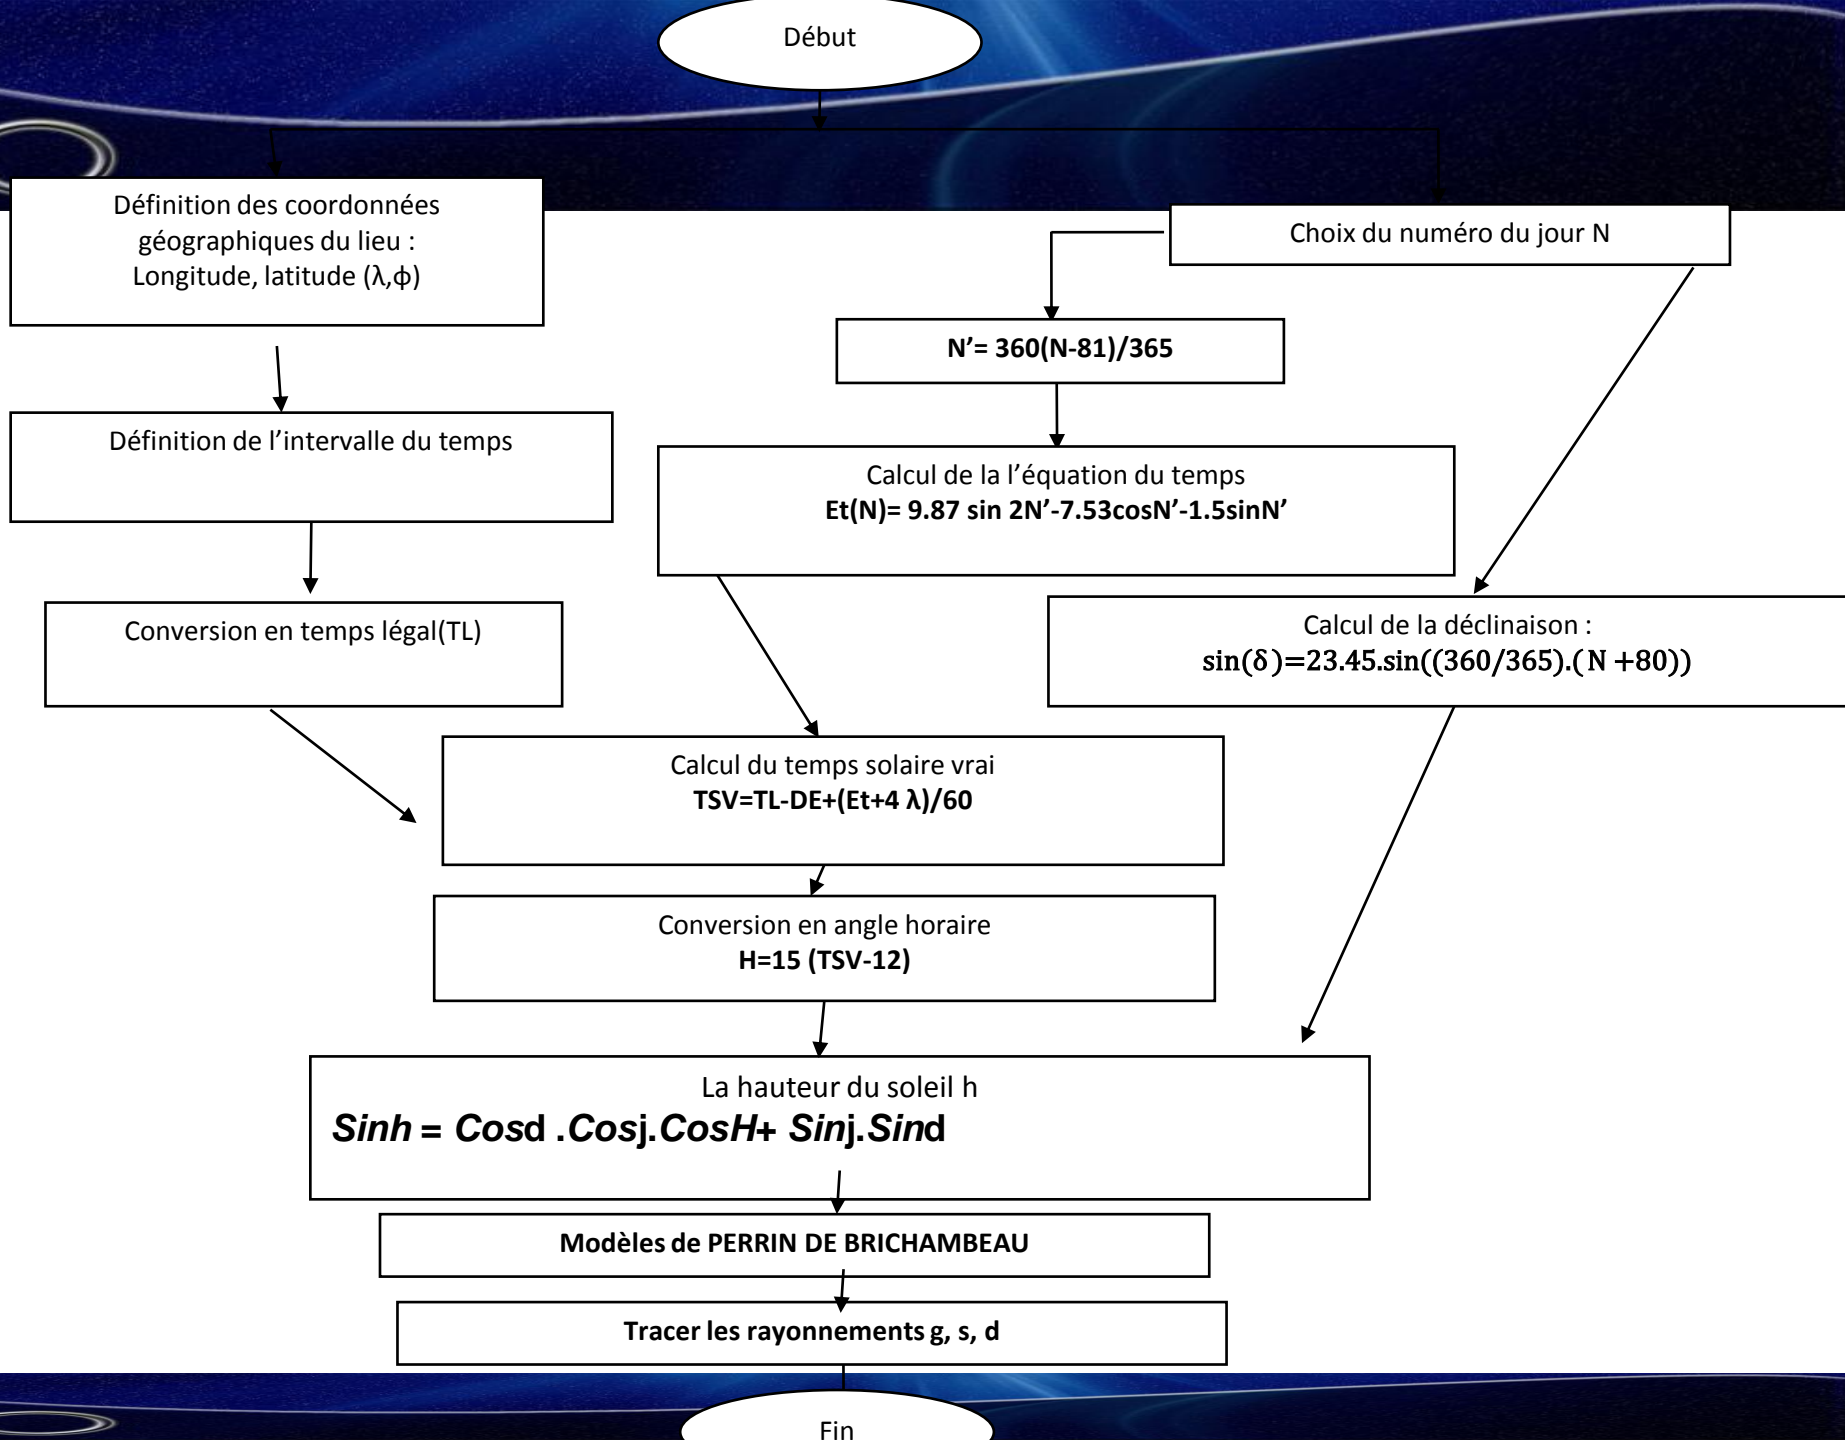 Début
Définition des coordonnées
géographiques du lieu :
Longitude, latitude (λ,φ)
Choix du numéro du jour N
N’= 360(N-81)/365
Définition de l’intervalle du temps
Calcul de la l’équation du temps
Et(N)= 9.87 sin 2N’-7.53cosN’-1.5sinN’
Conversion en temps légal(TL)
Calcul de la déclinaison :
sin(δ)=23.45.sin((360/365).(N +80))
Calcul du temps solaire vrai
TSV=TL-DE+(Et+4 λ)/60
Conversion en angle horaire
H=15 (TSV-12)
La hauteur du soleil h
Sinh = Cosd .Cosj.CosH+ Sinj.Sind
Modèles de PERRIN DE BRICHAMBEAU
Tracer les rayonnements g, s, d
Fin